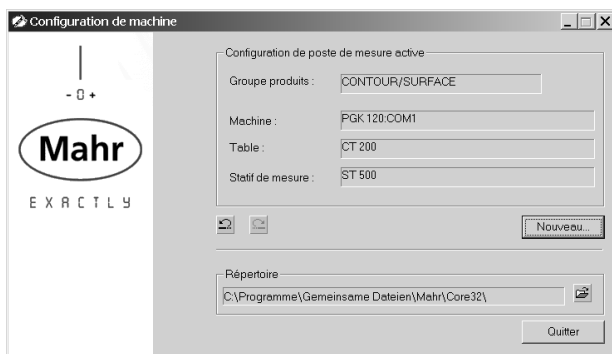 Configuration de machine
Configuration de poste de mesure active
Groupe produits :
CONTOUR/SURFACE
Machine :
PGK 120:COM1
Table :
CT 200
Statif de mesure :
ST 500
- 0 +
Mahr
EXACTLY
Nouveau...
Répertoire
C:\Programme\Gemeinsame Dateien\Mahr\Core32\
Quitter